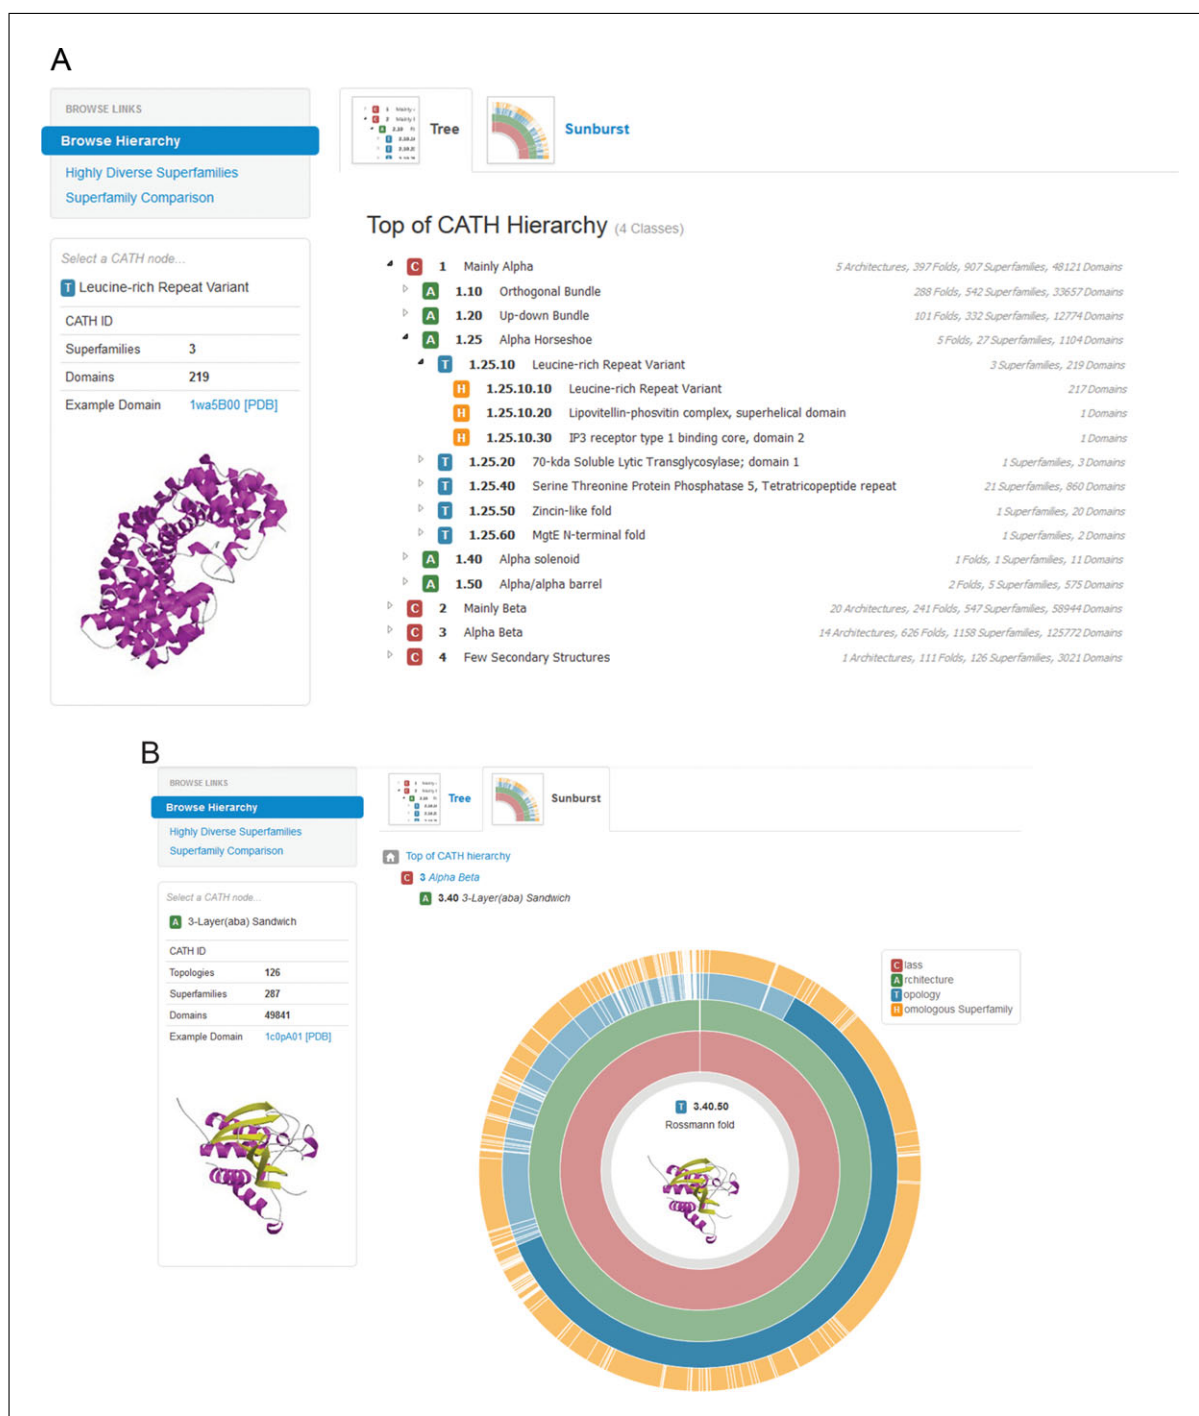 A
BROWSE LINKS
Browse Hierarchy
Highly Diverse Superfamilies
Superfamily Comparison
Tree
Sunburst
Select a CATH node...
T Leucine-rich Repeat Variant
CATH ID
Superfamilies 3
Domains 219
Example Domain 1wa5B00 [PDB]
Top of CATH Hierarchy (4 Classes)
C 1 Mainly Alpha 5 Architectures, 397 Folds, 907 Superfamilies, 48121 Domains
A 1.10 Orthogonal Bundle 288 Folds, 542 Superfamilies, 33657 Domains
A 1.20 Up-down Bundle 101 Folds, 332 Superfamilies, 12774 Domains
A 1.25 Alpha Horseshoe 5 Folds, 27 Superfamilies, 1104 Domains
T 1.25.10 Leucine-rich Repeat Variant 3 Superfamilies, 219 Domains
H 1.25.10.10 Leucine-rich Repeat Variant 217 Domains
H 1.25.10.20 Lipovitellin-phosvitin complex, superhelical domain 1 Domains
H 1.25.10.30 IP3 receptor type 1 binding core, domain 2 1 Domains
T 1.25.20 70-kda Soluble Lytic Transglycosylase; domain 1 1 Superfamilies, 3 Domains
T 1.25.40 Serine Threonine Protein Phosphatase 5, Tetratricopeptide repeat 21 Superfamilies, 860 Domains
T 1.25.50 Zincin-like fold 1 Superfamilies, 20 Domains
T 1.25.60 MgtE N-terminal fold 1 Superfamilies, 2 Domains
A 1.40 Alpha solenoid 1 Folds, 1 Superfamilies, 11 Domains
A 1.50 Alpha/alpha barrel 2 Folds, 5 Superfamilies, 575 Domains
C 2 Mainly Beta 20 Architectures, 241 Folds, 547 Superfamilies, 58944 Domains
C 3 Alpha Beta 14 Architectures, 626 Folds, 1158 Superfamilies, 125772 Domains
C 4 Few Secondary Structures 1 Architectures, 111 Folds, 126 Superfamilies, 3021 Domains
B
BROWSE LINKS
Browse Hierarchy
Highly Diverse Superfamilies
Superfamily Comparison
Tree
Sunburst
Top of CATH hierarchy
C 3 Alpha Beta
A 3.40 3-Layer(aba) Sandwich
Select a CATH node...
A 3-Layer(aba) Sandwich
CATH ID
Topologies 126
Superfamilies 287
Domains 49841
Example Domain 1c0pA01 [PDB]
C lass
A rchitecture
T opology
H omologous Superfamily
T 3.40.50
Rossmann fold